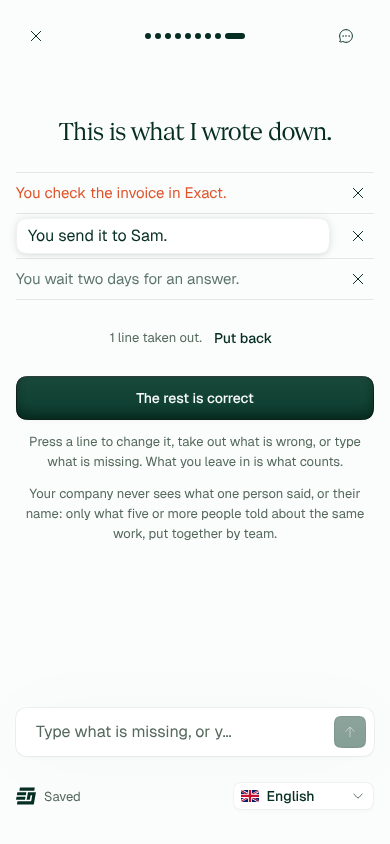 This is what I wrote down.
You check the invoice in Exact.
You send it to Sam.
You wait two days for an answer.
1 line taken out. Put back
The rest is correct
Press a line to change it, take out what is wrong, or type
what is missing. What you leave in is what counts.
Your company never sees what one person said, or their
name: only what five or more people told about the same
work, put together by team.
Type what is missing, or y...
Saved
English